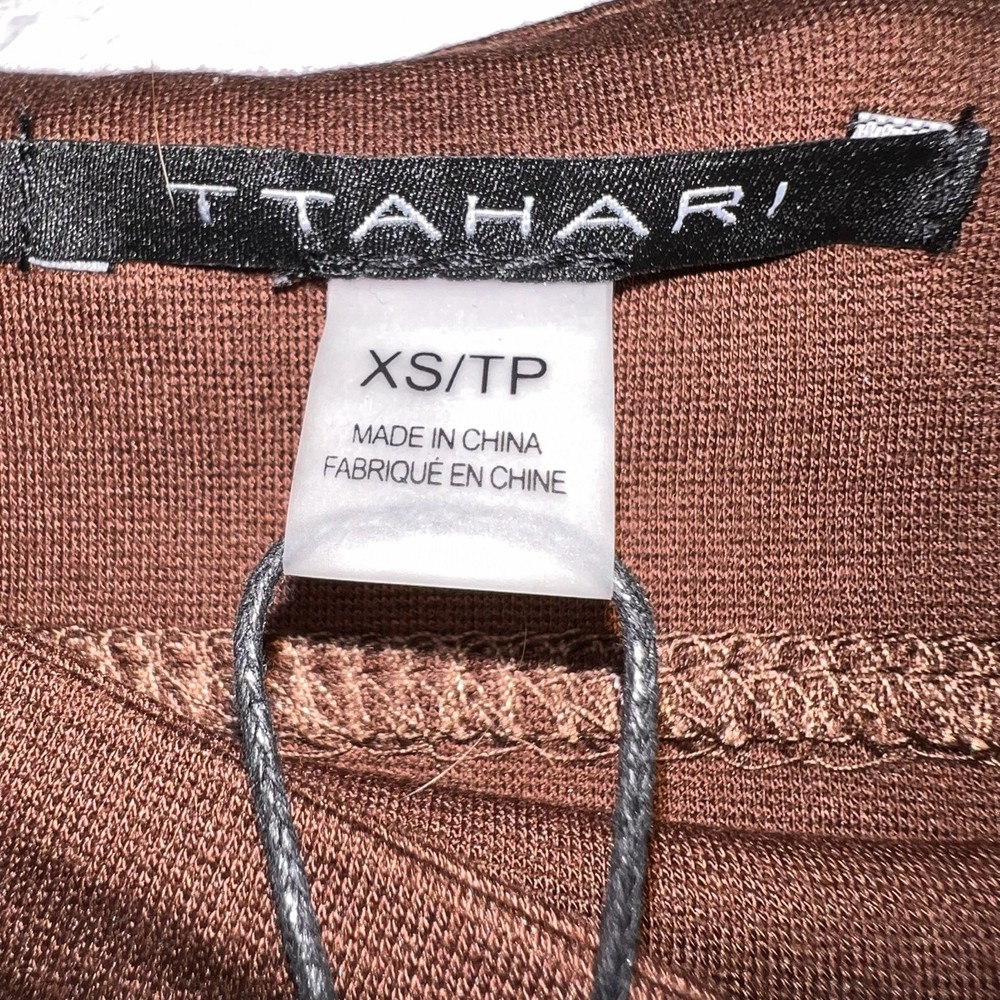 T TAHARI
XS/TP
MADE IN CHINA
FABRIQUÉ EN CHINE